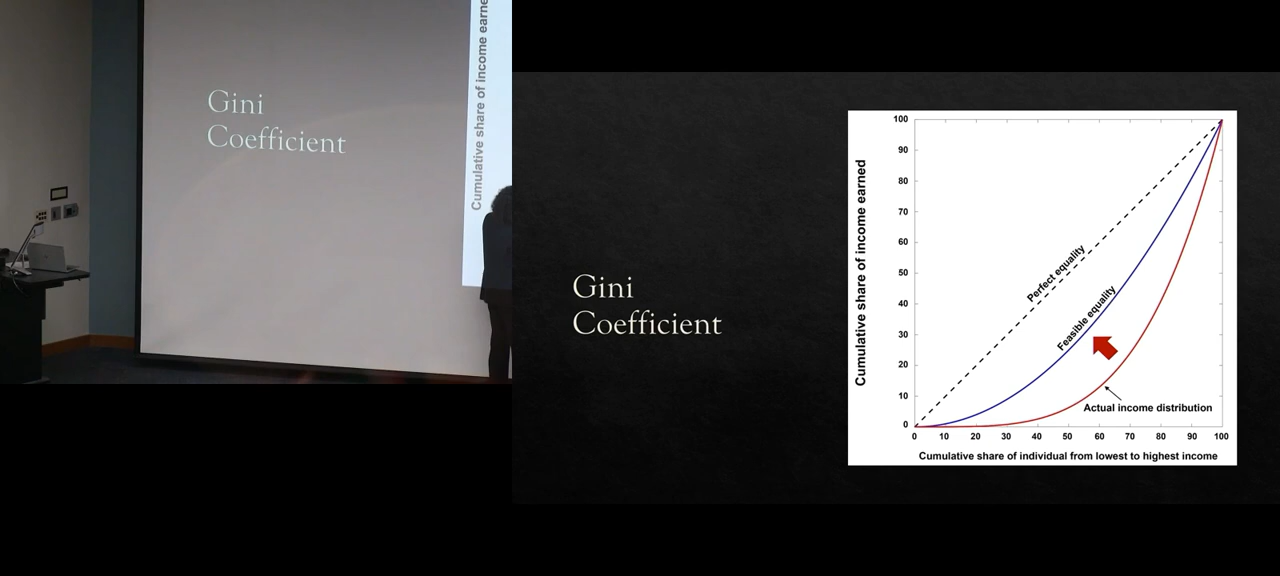 Gini
Coefficient
Cumulative share of income earne
Gini
Coefficient
Cumulative share of income earned
100
90
80
70
60
50
40
30
20
10
0
Perfect equality
Feasible equality
Actual income distribution
0 10 20 30 40 50 60 70 80 90 100
Cumulative share of individual from lowest to highest income